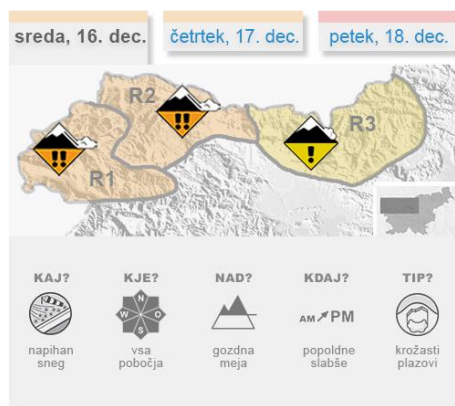 sreda, 16. dec.
četrtek, 17. dec.
petek, 18. dec.
R2
R3
R1
!!
!!
!
KAJ?
KJE?
NAD?
KDAJ?
TIP?
N
W O
S
AM PM
napihan
sneg
vsa
pobočja
gozdna
meja
popoldne
slabše
krožasti
plazovi